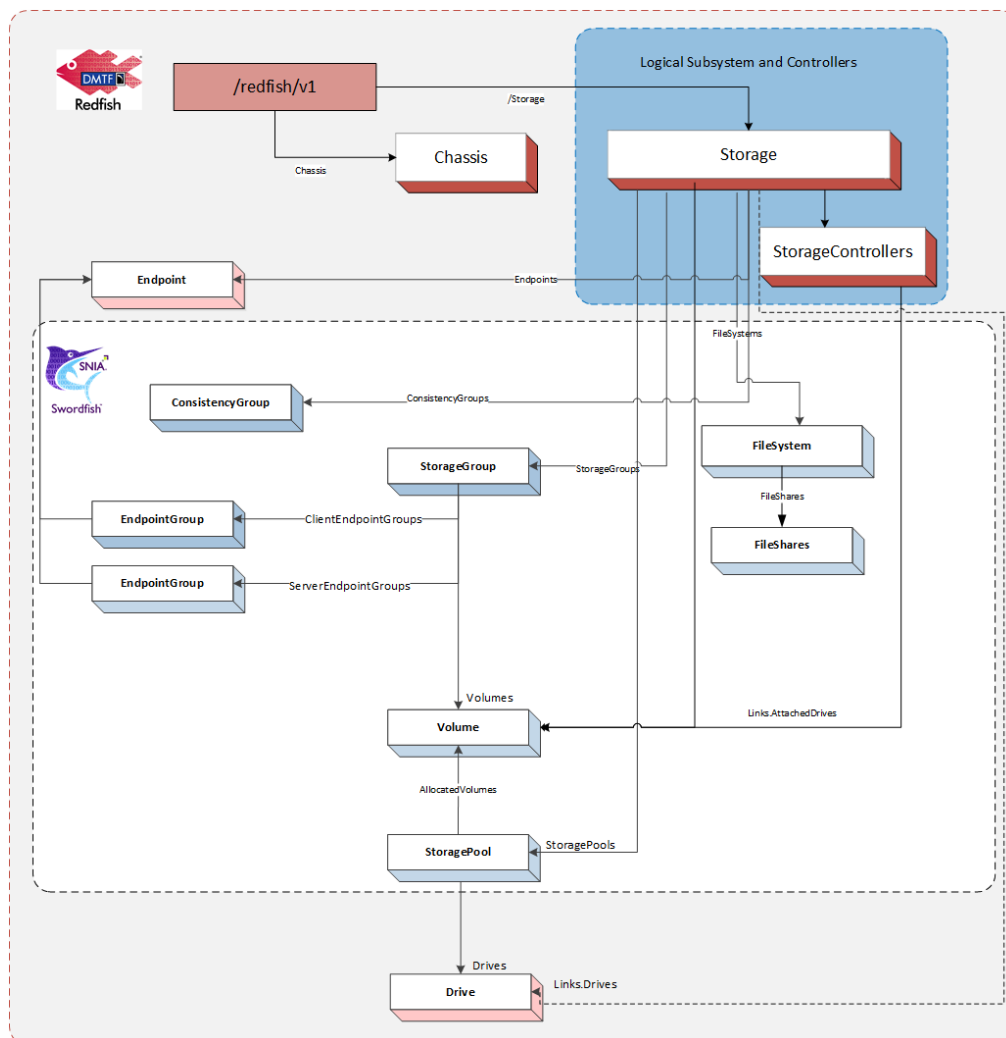 Logical Subsystem and Controllers
DMTF
Redfish
/redfish/v1
/Storage
Storage
Chassis
Chassis
StorageControllers
Endpoint
Endpoints
FileSystems
SNIA
Swordfish
ConsistencyGroup
ConsistencyGroups
FileSystem
StorageGroup
StorageGroups
FileShares
EndpointGroup
ClientEndpointGroups
FileShares
EndpointGroup
ServerEndpointGroups
Volumes
Volume
Links.AttachedDrives
AllocatedVolumes
StoragePool
StoragePools
Drives
Drive
Links.Drives